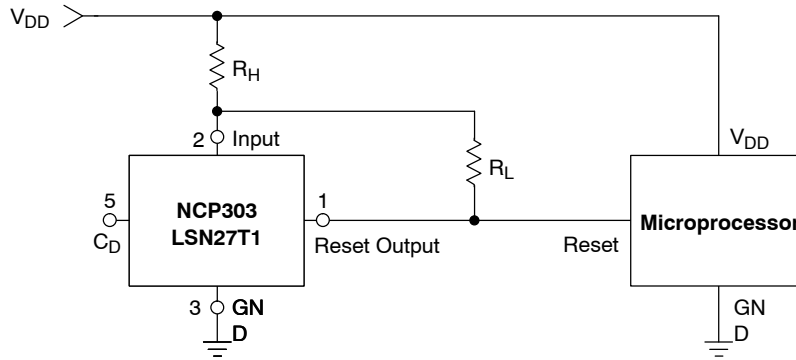 VDD
RH
2 Input
VDD
RL
5
CD
NCP303
LSN27T1
1
Reset Output
Reset
Microprocessor
3 GN
D
GN
D